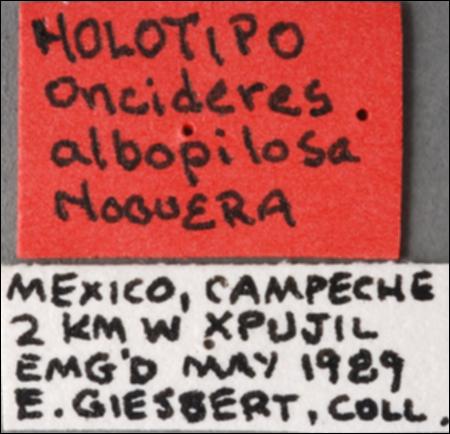 HOLOTIPO
Oncideres
albopilosa
NOGUERA
MEXICO, CAMPECHE
2 KM W XPUJIL
EMG'D MAY 1989
E. GIESBERT, COLL.